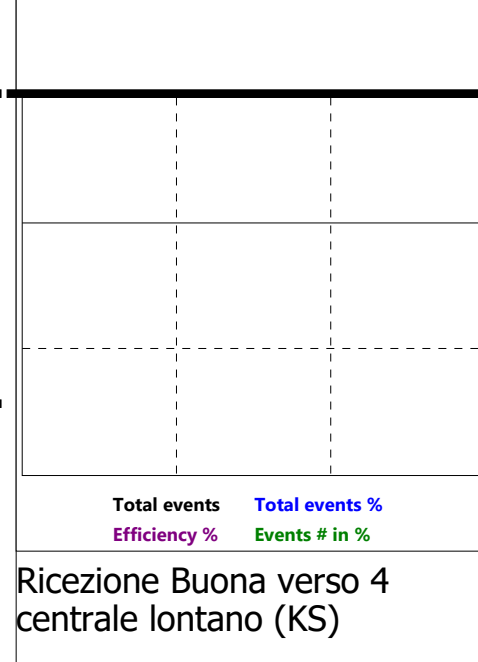 Total events Total events %
Efficiency % Events # in %
Ricezione Buona verso 4
centrale lontano (KS)